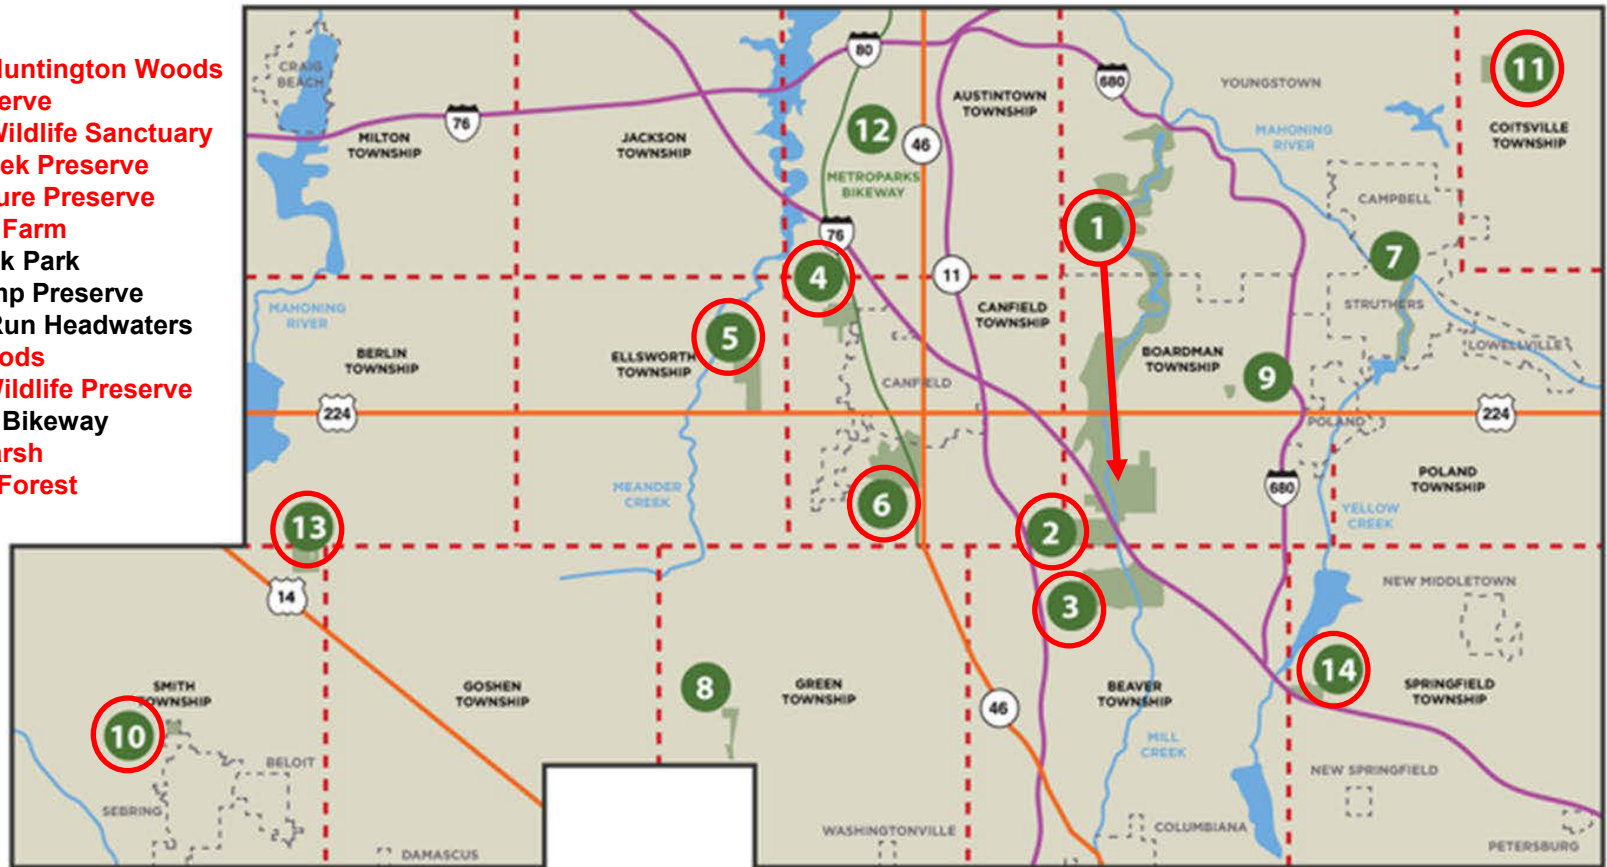 Huntington Woods
erve
Wildlife Sanctuary
ek Preserve
ure Preserve
Farm
k Park
mp Preserve
Run Headwaters
ods
Wildlife Preserve
Bikeway
arsh
Forest
CRAIG
BEACH
80
680
11
YOUNGSTOWN
76
12
AUSTINTOWN
TOWNSHIP
COITSVILLE
TOWNSHIP
MILTON
TOWNSHIP
JACKSON
TOWNSHIP
46
MAHONING
RIVER
METROPARKS
BIKEWAY
CAMPBELL
76
1
7
4
11
MAHONING
RIVER
CANFIELD
TOWNSHIP
STRUTHERS
5
BERLIN
TOWNSHIP
ELLSWORTH
TOWNSHIP
BOARDMAN
TOWNSHIP
LOWELLVILLE
CANFIELD
9
224
POLAND
224
MEANDER
CREEK
680
POLAND
TOWNSHIP
6
YELLOW
CREEK
13
2
14
3
NEW MIDDLETOWN
8
SMITH
TOWNSHIP
GOSHEN
TOWNSHIP
GREEN
TOWNSHIP
46
BEAVER
TOWNSHIP
14
SPRINGFIELD
TOWNSHIP
10
MILL
CREEK
BELOIT
NEW SPRINGFIELD
SEBRING
WASHINGTONVILLE
COLUMBIANA
DAMASCUS
PETERSBURG